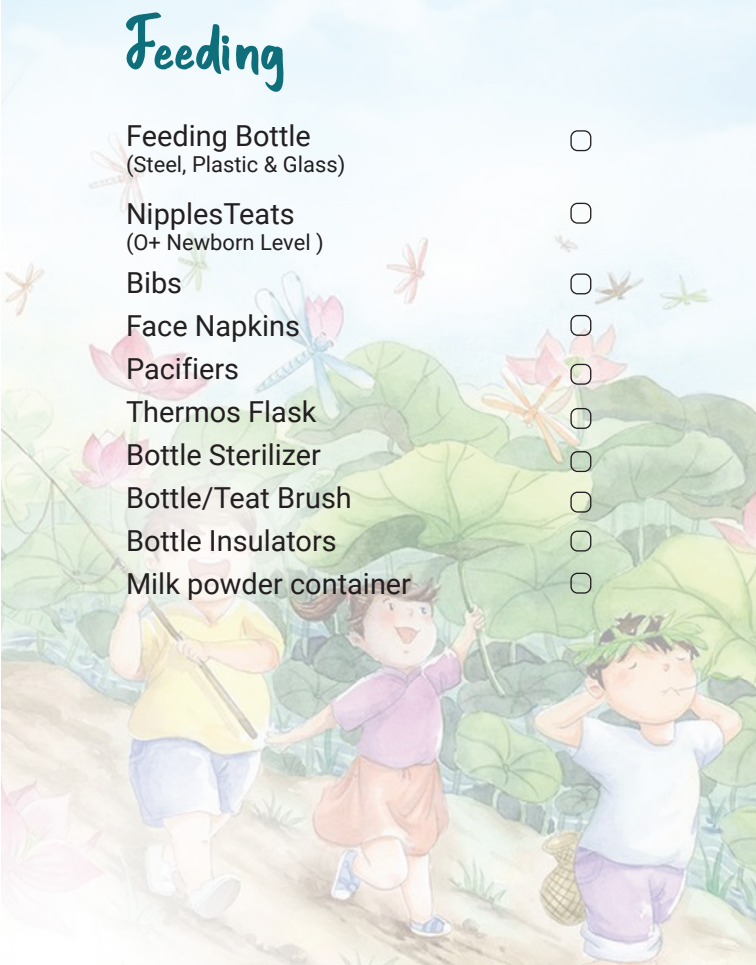 Feeding
Feeding Bottle
(Steel, Plastic & Glass)
NipplesTeats
(O+ Newborn Level )
Bibs
Face Napkins
Pacifiers
Thermos Flask
Bottle Sterilizer
Bottle/Teat Brush
Bottle Insulators
Milk powder container